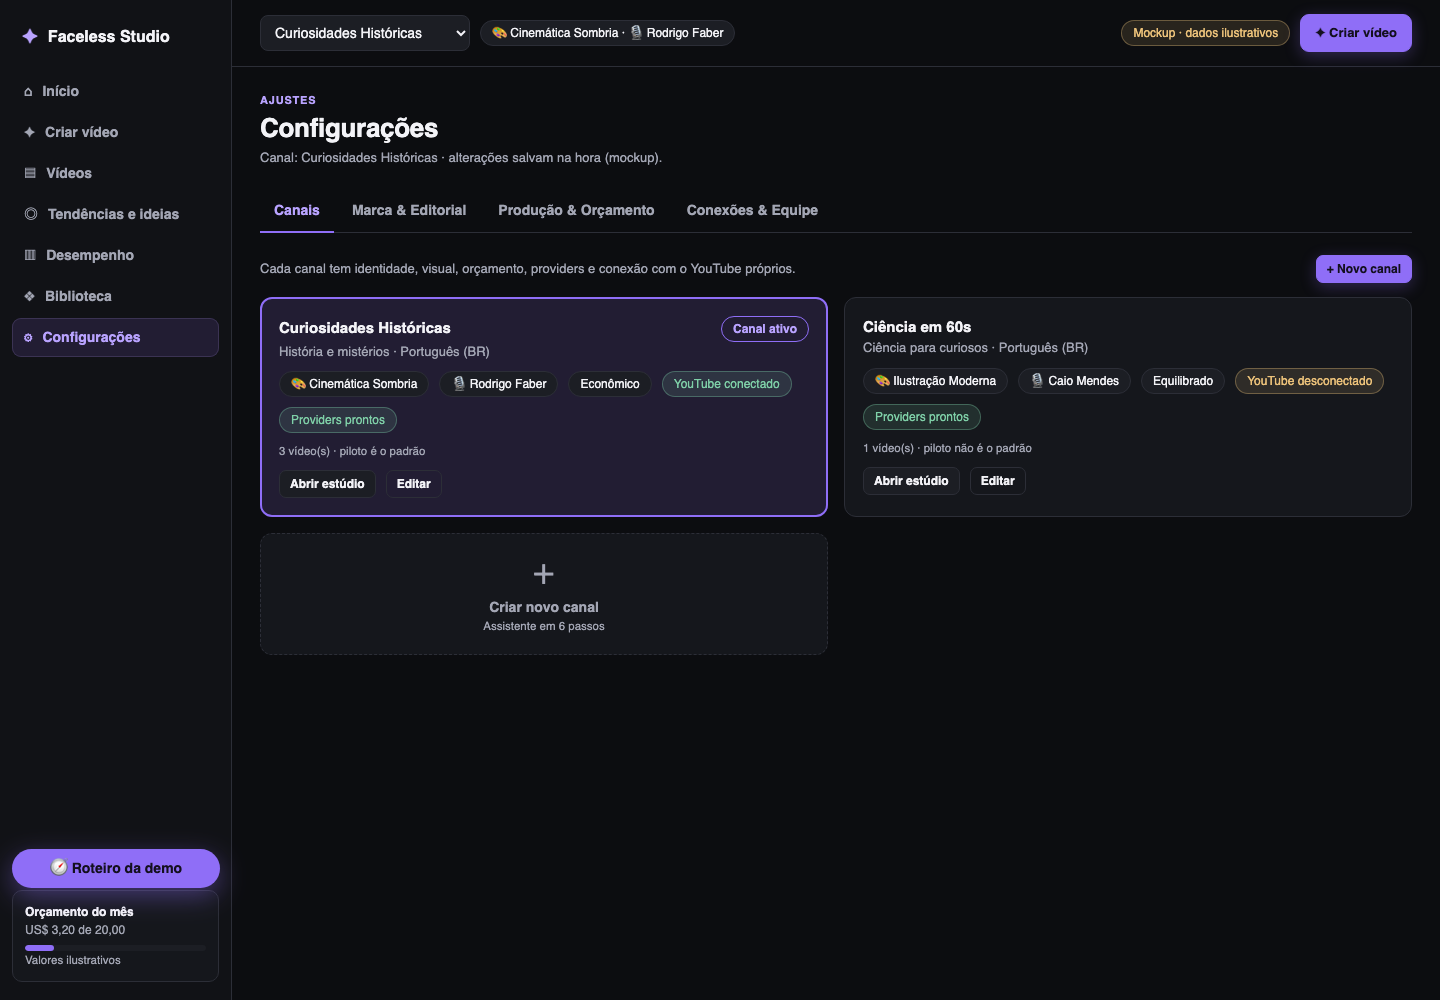 Faceless Studio
Início
Criar vídeo
Vídeos
Tendências e ideias
Desempenho
Biblioteca
Configurações
Roteiro da demo
Orçamento do mês
US$ 3,20 de 20,00
Valores ilustrativos
Curiosidades Históricas
Cinemática Sombria · Rodrigo Faber
Mockup · dados ilustrativos
✦ Criar vídeo
AJUSTES
Configurações
Canal: Curiosidades Históricas · alterações salvam na hora (mockup).
Canais
Marca & Editorial
Produção & Orçamento
Conexões & Equipe
Cada canal tem identidade, visual, orçamento, providers e conexão com o YouTube próprios.
+ Novo canal
Curiosidades Históricas
Canal ativo
História e mistérios · Português (BR)
Cinemática Sombria
Rodrigo Faber
Econômico
YouTube conectado
Providers prontos
3 vídeo(s) · piloto é o padrão
Abrir estúdio
Editar
Ciência em 60s
Ciência para curiosos · Português (BR)
Ilustração Moderna
Caio Mendes
Equilibrado
YouTube desconectado
Providers prontos
1 vídeo(s) · piloto não é o padrão
Abrir estúdio
Editar
+
Criar novo canal
Assistente em 6 passos